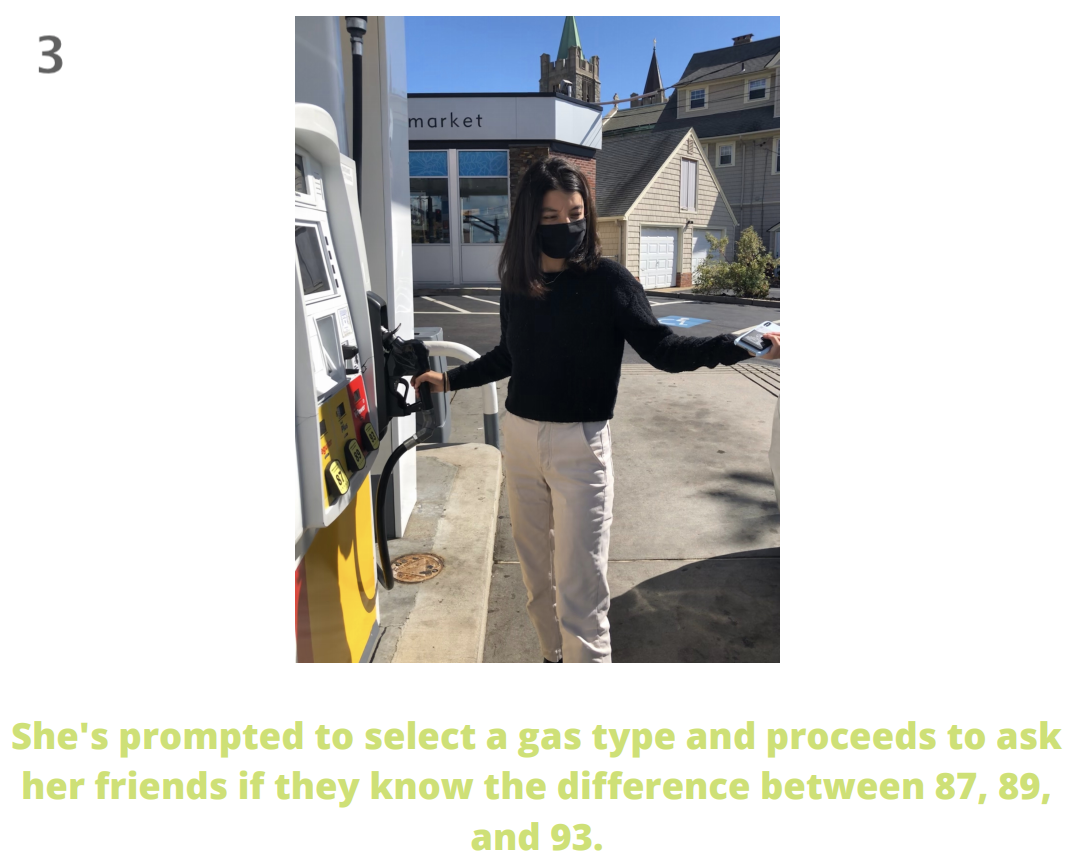 3
market
She's prompted to select a gas type and proceeds to ask
her friends if they know the difference between 87, 89,
and 93.